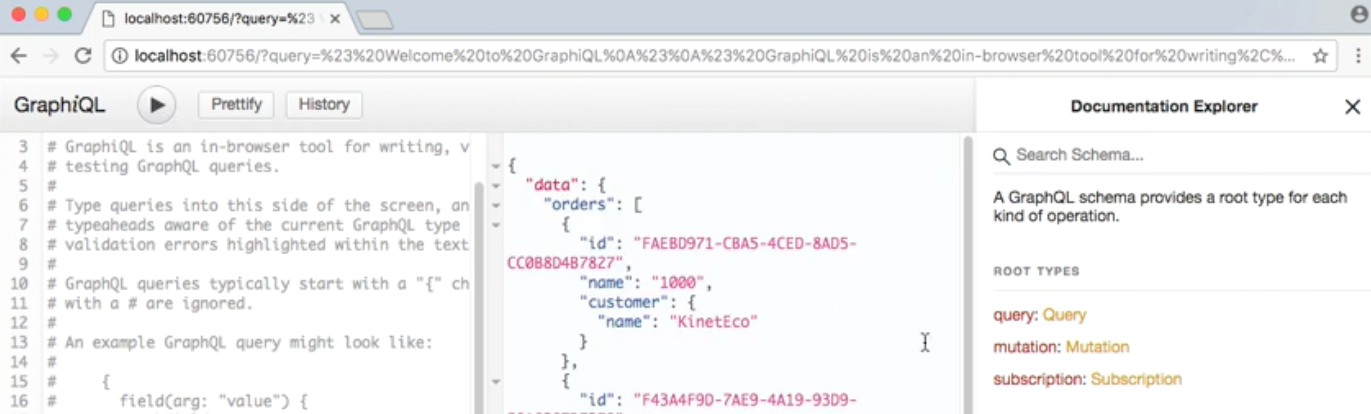 localhost:60756/?query=%23
localhost:60756/?query=%23%20Welcome%20to%20GraphiQL%0A%23%0A%23%20GraphiQL%20is%20an%20in-browser%20tool%20for%20writing%2C%...
GraphiQL
Prettify
History
3 # GraphiQL is an in-browser tool for writing, v
4 # testing GraphQL queries.
5 #
6 # Type queries into this side of the screen, an
7 # typeaheads aware of the current GraphQL type
8 # validation errors highlighted within the text
9 #
10 # GraphQL queries typically start with a "{" ch
11 # with a # are ignored.
12 #
13 # An example GraphQL query might look like:
14 #
15 # {
16 # field(arg: "value") {
{
"data": {
"orders": [
{
"id": "FAEBD971-CBA5-4CED-8AD5-
CC0B8D4B7827",
"name": "1000",
"customer": {
"name": "KinetEco"
}
},
{
"id": "F43A4F9D-7AE9-4A19-93D9-
Documentation Explorer
Search Schema...
A GraphQL schema provides a root type for each
kind of operation.
ROOT TYPES
query: Query
mutation: Mutation
subscription: Subscription